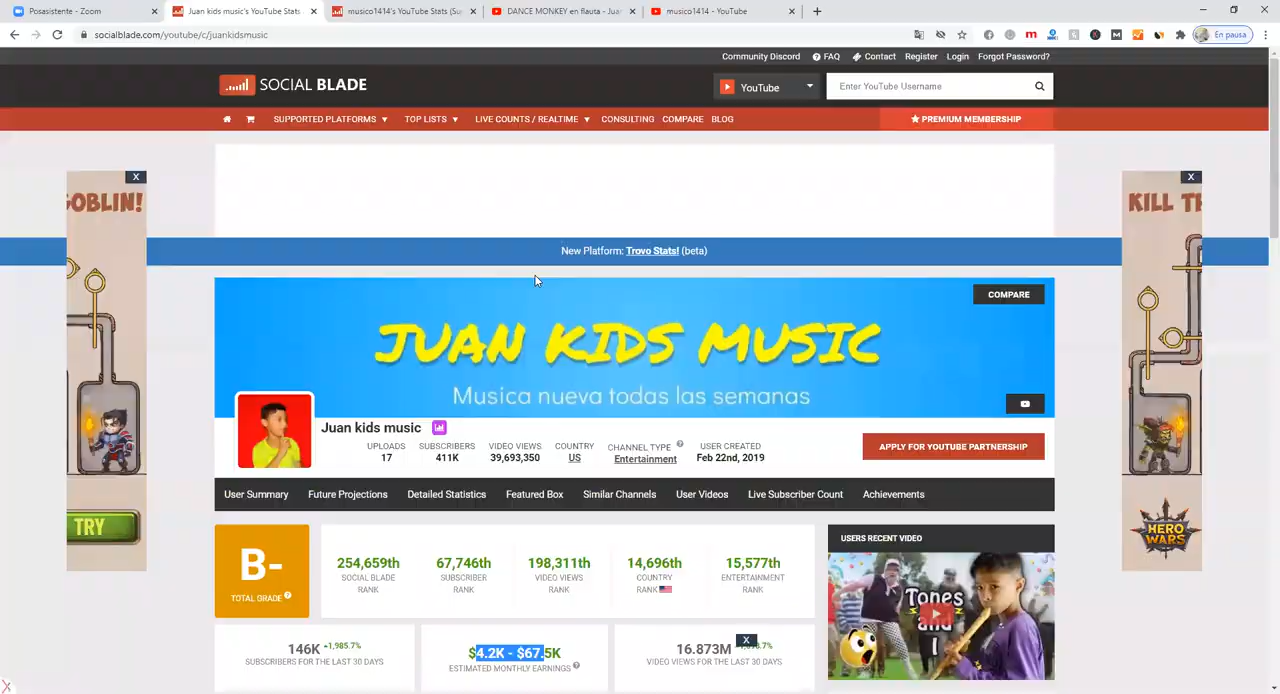 Posasistente - Zoom
Juan kids music's YouTube Stats
musico1414's YouTube Stats (Su
DANCE MONKEY en flauta - Jua
musico1414 - YouTube
socialblade.com/youtube/c/juankidsmusic
En pausa
Community Discord FAQ Contact Register Login Forgot Password?
SOCIAL BLADE
YouTube
Enter YouTube Username
SUPPORTED PLATFORMS TOP LISTS LIVE COUNTS / REALTIME CONSULTING COMPARE BLOG
PREMIUM MEMBERSHIP
X
X
GOBLIN!
KILL
New Platform: Trovo Stats! (beta)
COMPARE
JUAN KIDS MUSIC
Musica nueva todas las semanas
Juan kids music
UPLOADS SUBSCRIBERS VIDEO VIEWS COUNTRY CHANNEL TYPE USER CREATED
17 411K 39,693,350 US Entertainment Feb 22nd, 2019
APPLY FOR YOUTUBE PARTNERSHIP
User Summary Future Projections Detailed Statistics Featured Box Similar Channels User Videos Live Subscriber Count Achievements
TRY
HERO
WARS
B-
TOTAL GRADE
254,659th 67,746th 198,311th 14,696th 15,577th
SOCIAL BLADE SUBSCRIBER VIDEO VIEWS COUNTRY ENTERTAINMENT
RANK RANK RANK RANK RANK
USERS RECENT VIDEO
Tones
and
I
146K +1,985.7%
SUBSCRIBERS FOR THE LAST 30 DAYS
$4.2K - $67.5K
ESTIMATED MONTHLY EARNINGS
16.873M
X
VIDEO VIEWS FOR THE LAST 30 DAYS